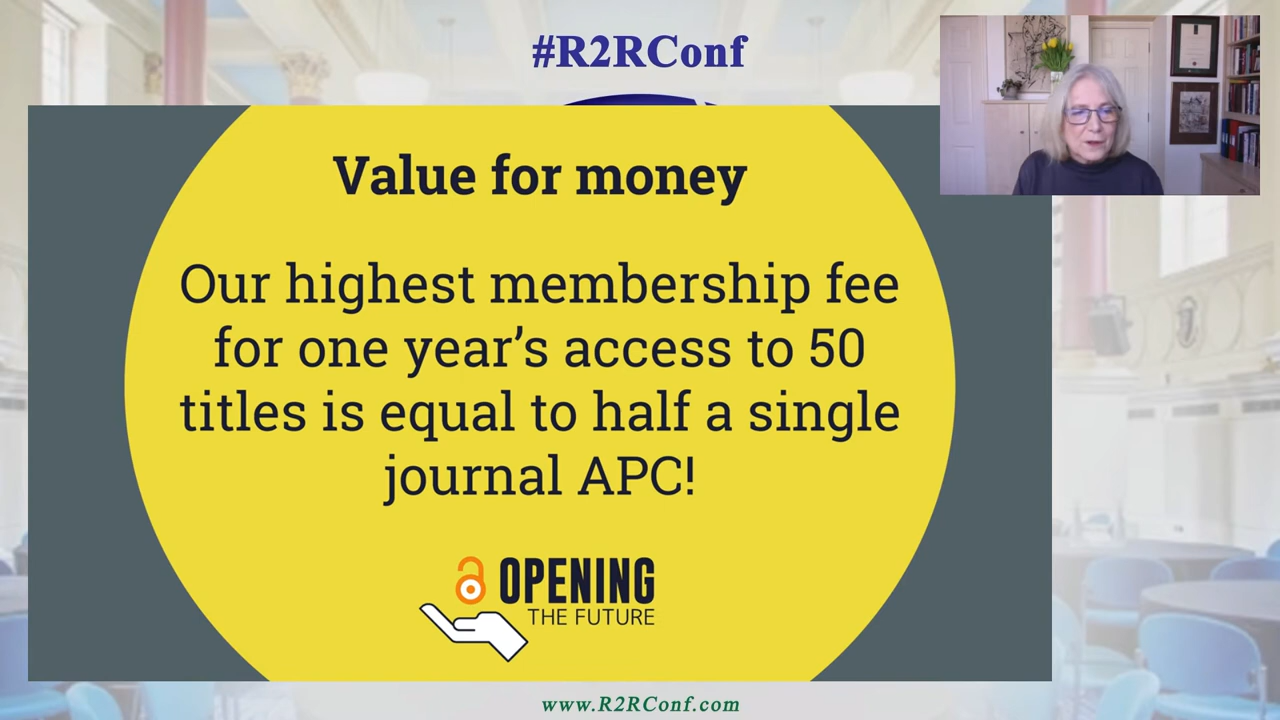 #R2RConf
Value for money
Our highest membership fee
for one year’s access to 50
titles is equal to half a single
journal APC!
OPENING
THE FUTURE
www.R2RConf.com